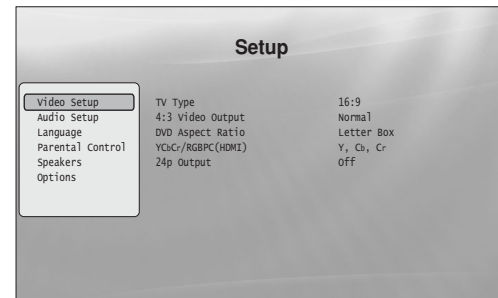 Setup
Video Setup
Audio Setup
Language
Parental Control
Speakers
Options
TV Type 16:9
4:3 Video Output Normal
DVD Aspect Ratio Letter Box
YCbCr/RGBPC(HDMI) Y, Cb, Cr
24p Output Off